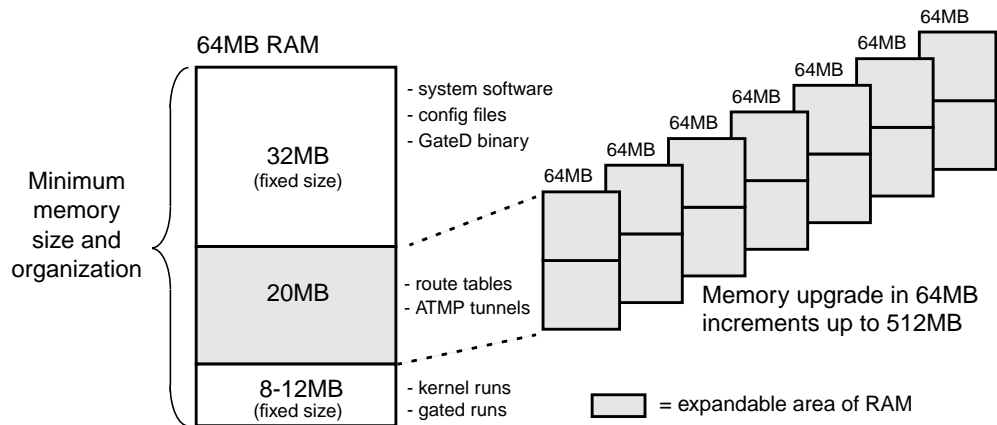 64MB RAM
32MB
(fixed size)
- system software
- config files
- GateD binary
Minimum
memory
size and
organization
20MB
- route tables
- ATMP tunnels
8-12MB
(fixed size)
- kernel runs
- gated runs
64MB
64MB
64MB
64MB
64MB
64MB
64MB
Memory upgrade in 64MB
increments up to 512MB
= expandable area of RAM